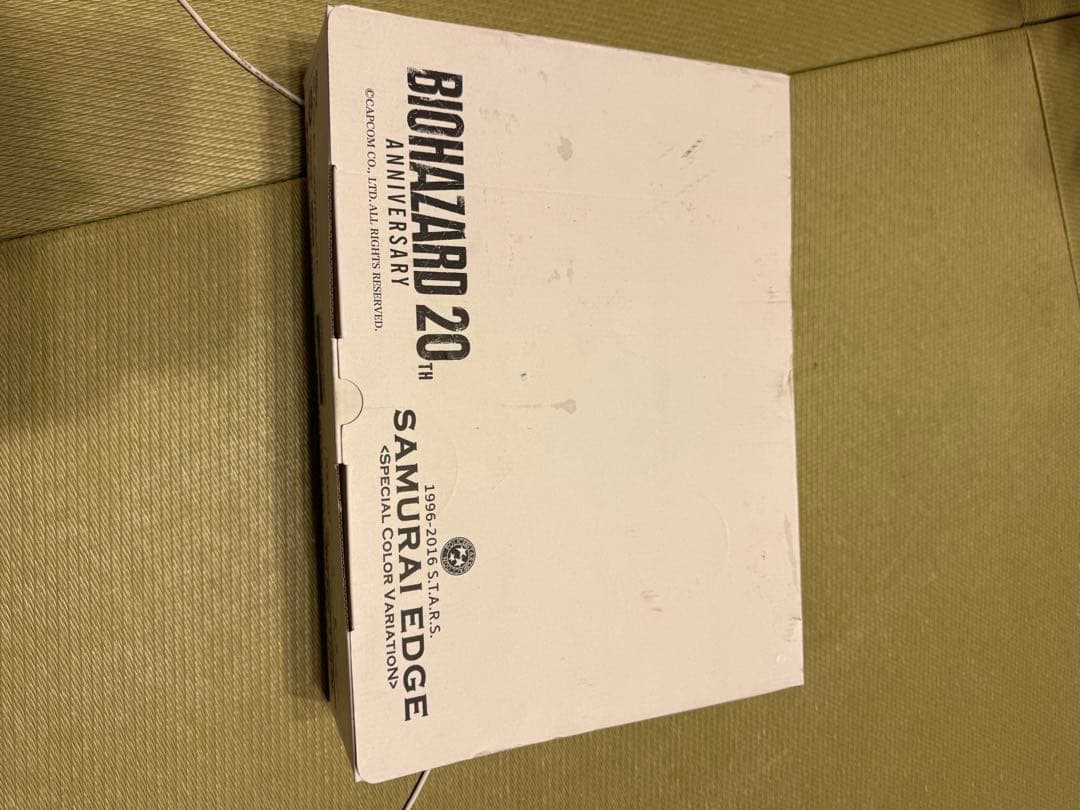 BIOHAZARD 20TH
ANNIVERSARY
©CAPCOM CO., LTD. ALL RIGHTS RESERVED.
1996-2016 S.T.A.R.S.
SAMURAI EDGE
<SPECIAL COLOR VARIATION>